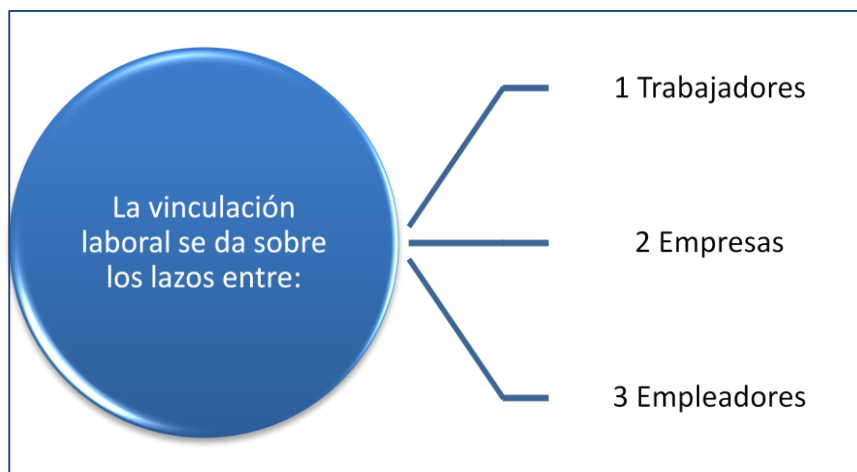 La vinculación
laboral se da sobre
los lazos entre:
1 Trabajadores
2 Empresas
3 Empleadores